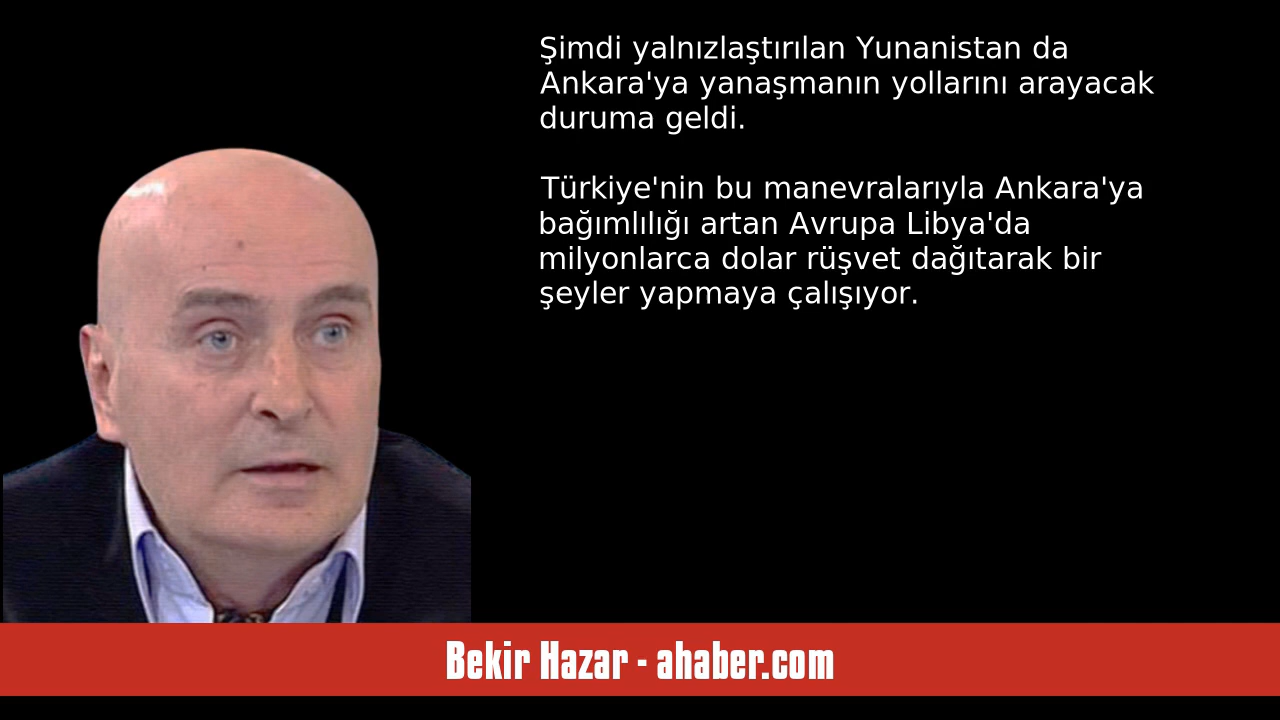 Şimdi yalnızlaştırılan Yunanistan da
Ankara'ya yanaşmanın yollarını arayacak
duruma geldi.
Türkiye'nin bu manevralarıyla Ankara'ya
bağımlılığı artan Avrupa Libya'da
milyonlarca dolar rüşvet dağıtarak bir
şeyler yapmaya çalışıyor.
Bekir Hazar - ahaber.com